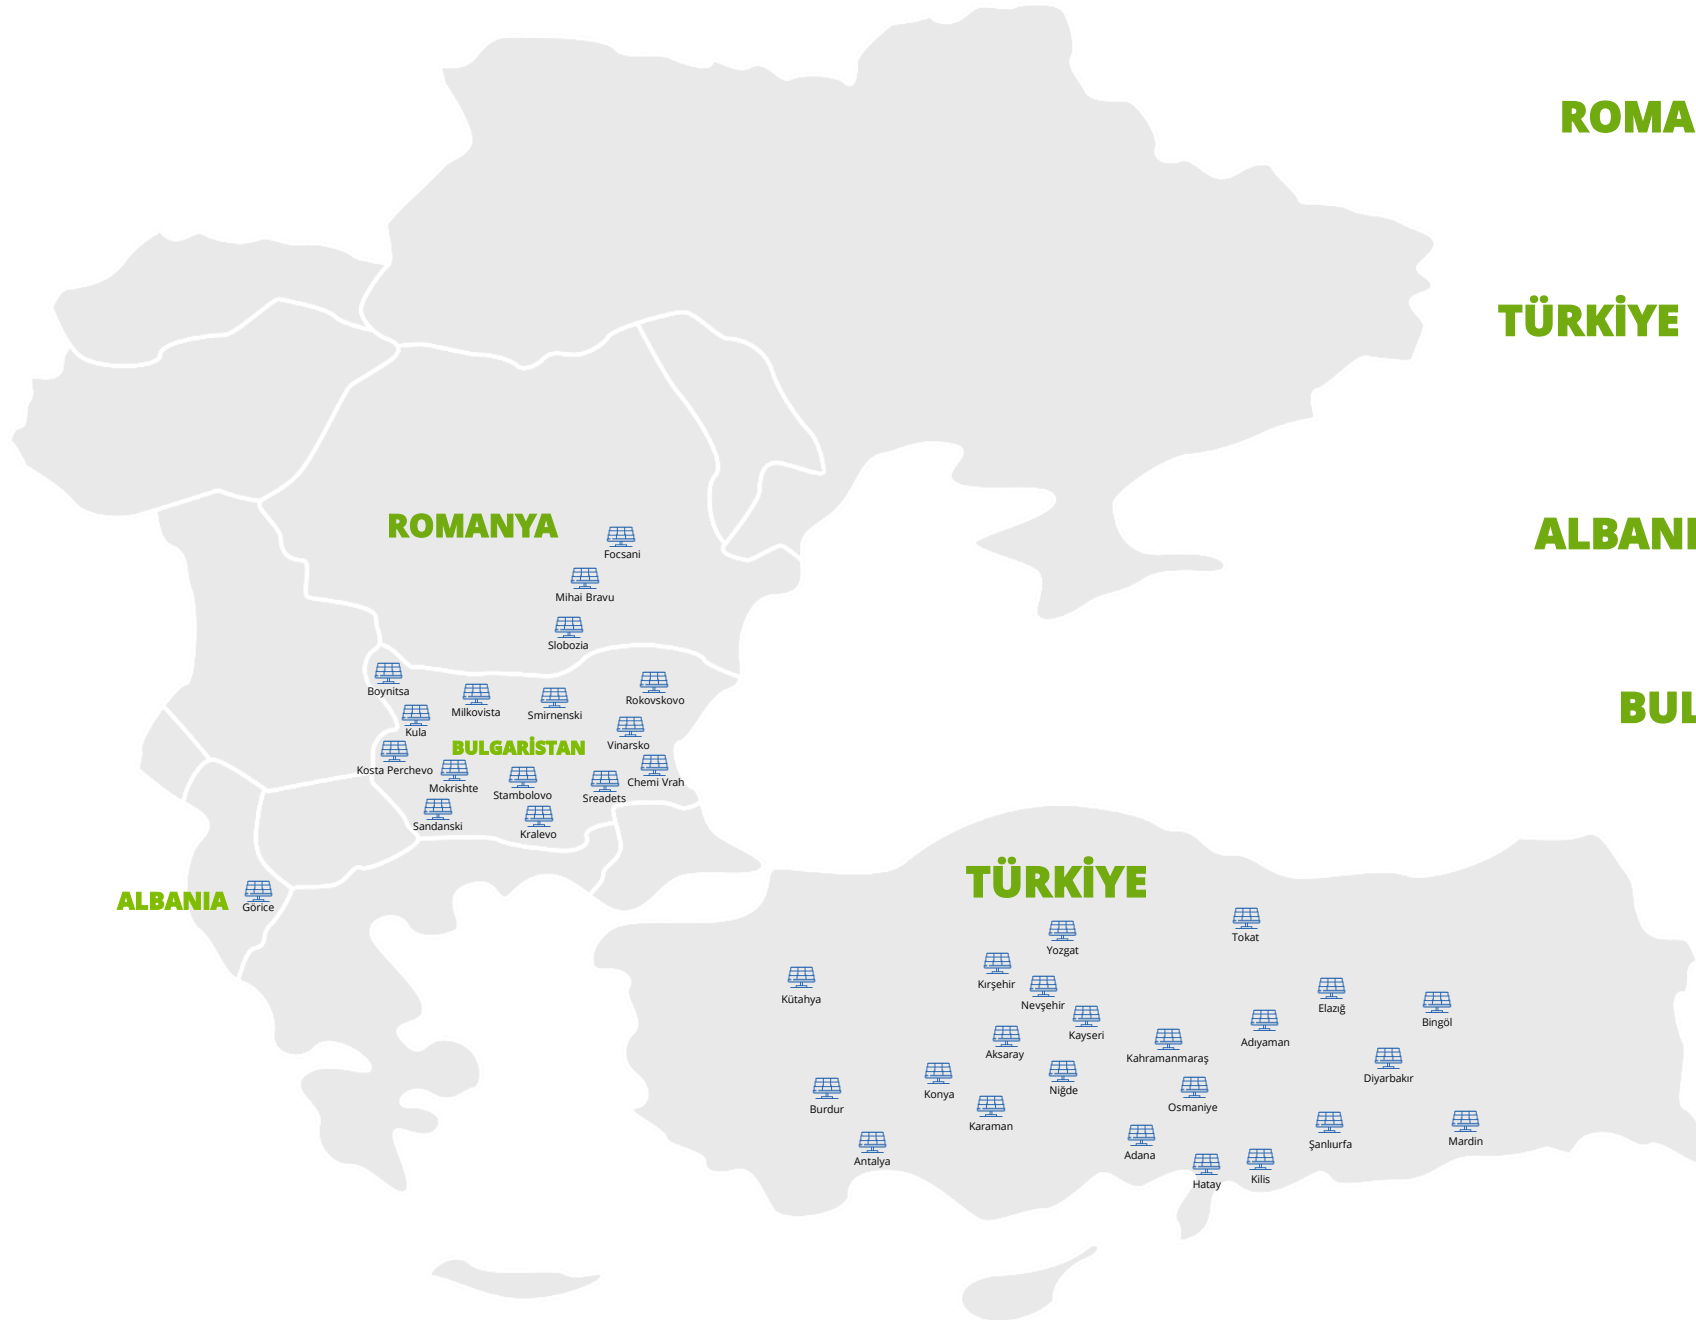 ROMA
TÜRKİYE
ROMANYA
ALBANI
Focsani
Mihai Bravu
Slobozia
Boynitsa
Rokovskovo
Milkovista
Smirnenski
BUL
Kula
Vinarsko
BULGARİSTAN
Kosta Perchevo
Chemi Vrah
Mokrishte
Stambolovo
Sreadets
Sandanski
Kralevo
TÜRKİYE
ALBANIA
Görice
Tokat
Yozgat
Kırşehir
Kütahya
Nevşehir
Elazığ
Bingöl
Kayseri
Adıyaman
Aksaray
Kahramanmaraş
Diyarbakır
Niğde
Konya
Osmaniye
Burdur
Karaman
Mardin
Şanlıurfa
Adana
Antalya
Kilis
Hatay